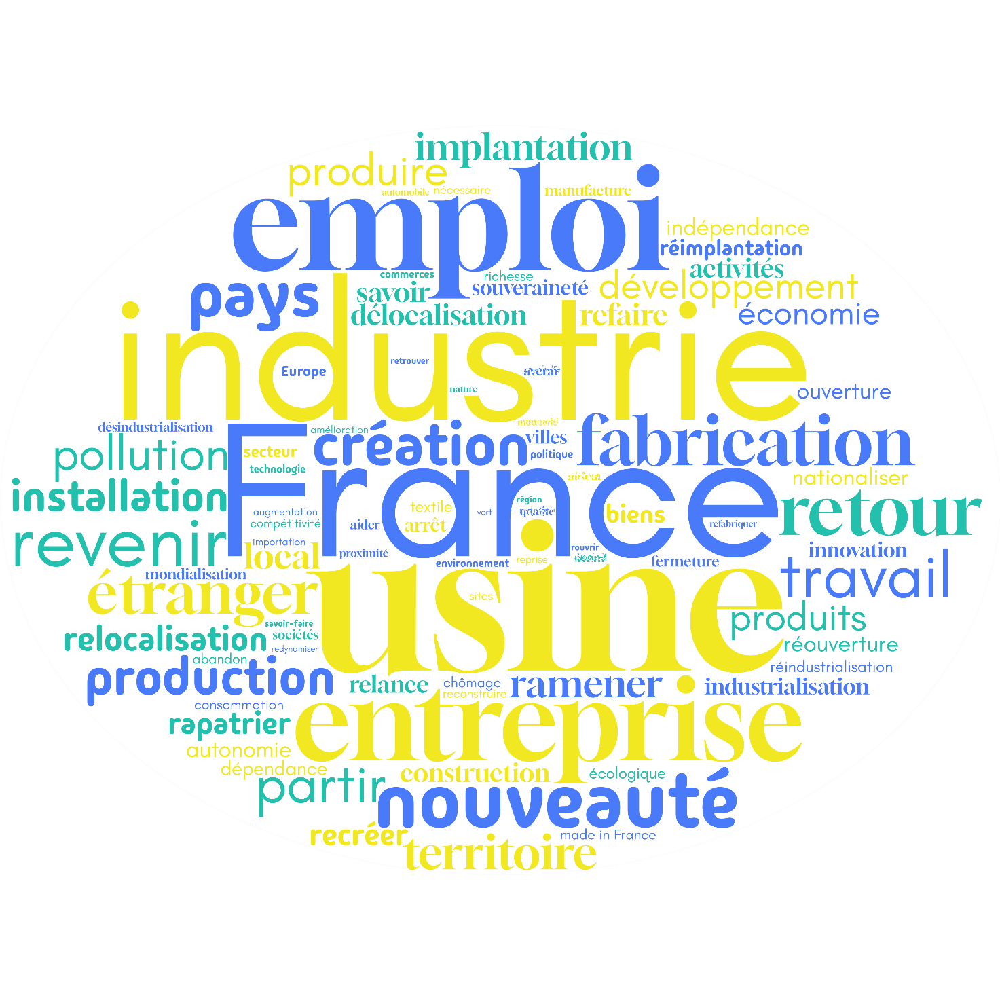 implantation
produire
automobile
nécessaire
manufacture
emploi
indépendance
réimplantation
activités
commerces
richesse
pays
savoir
souveraineté
développement
délocalisation
refaire
économie
industrie
Europe
retrouver
avenir
nature
ouverture
désindustrialisation
amélioration
création
villes
fabrication
pollution
secteur
politique
technologie
nationaliser
installation
France
région
textile
vert
biens
retour
augmentation
compétitivité
aider
arrêt
refabriquer
revenir
importation
local
proximité
rouvrir
environnement
reprise
fermeture
innovation
mondialisation
travail
étranger
usine
sites
produits
savoir-faire
relocalisation
sociétés
redynamiser
réouverture
abandon
réindustrialisation
production
relance
chômage
reconstruire
ramener
industrialisation
consommation
rapatrier
entreprise
autonomie
dépendance
construction
écologique
partir
nouveauté
recréer
made in France
territoire